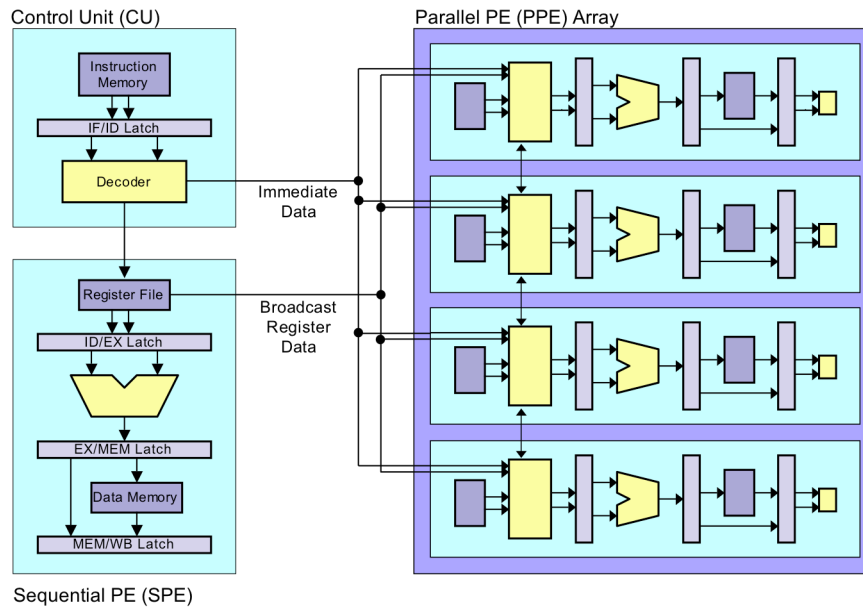 Control Unit (CU)
Parallel PE (PPE) Array
Instruction
Memory
IF/ID Latch
Decoder
Immediate
Data
Register File
Broadcast
Register
Data
ID/EX Latch
EX/MEM Latch
Data Memory
MEM/WB Latch
Sequential PE (SPE)